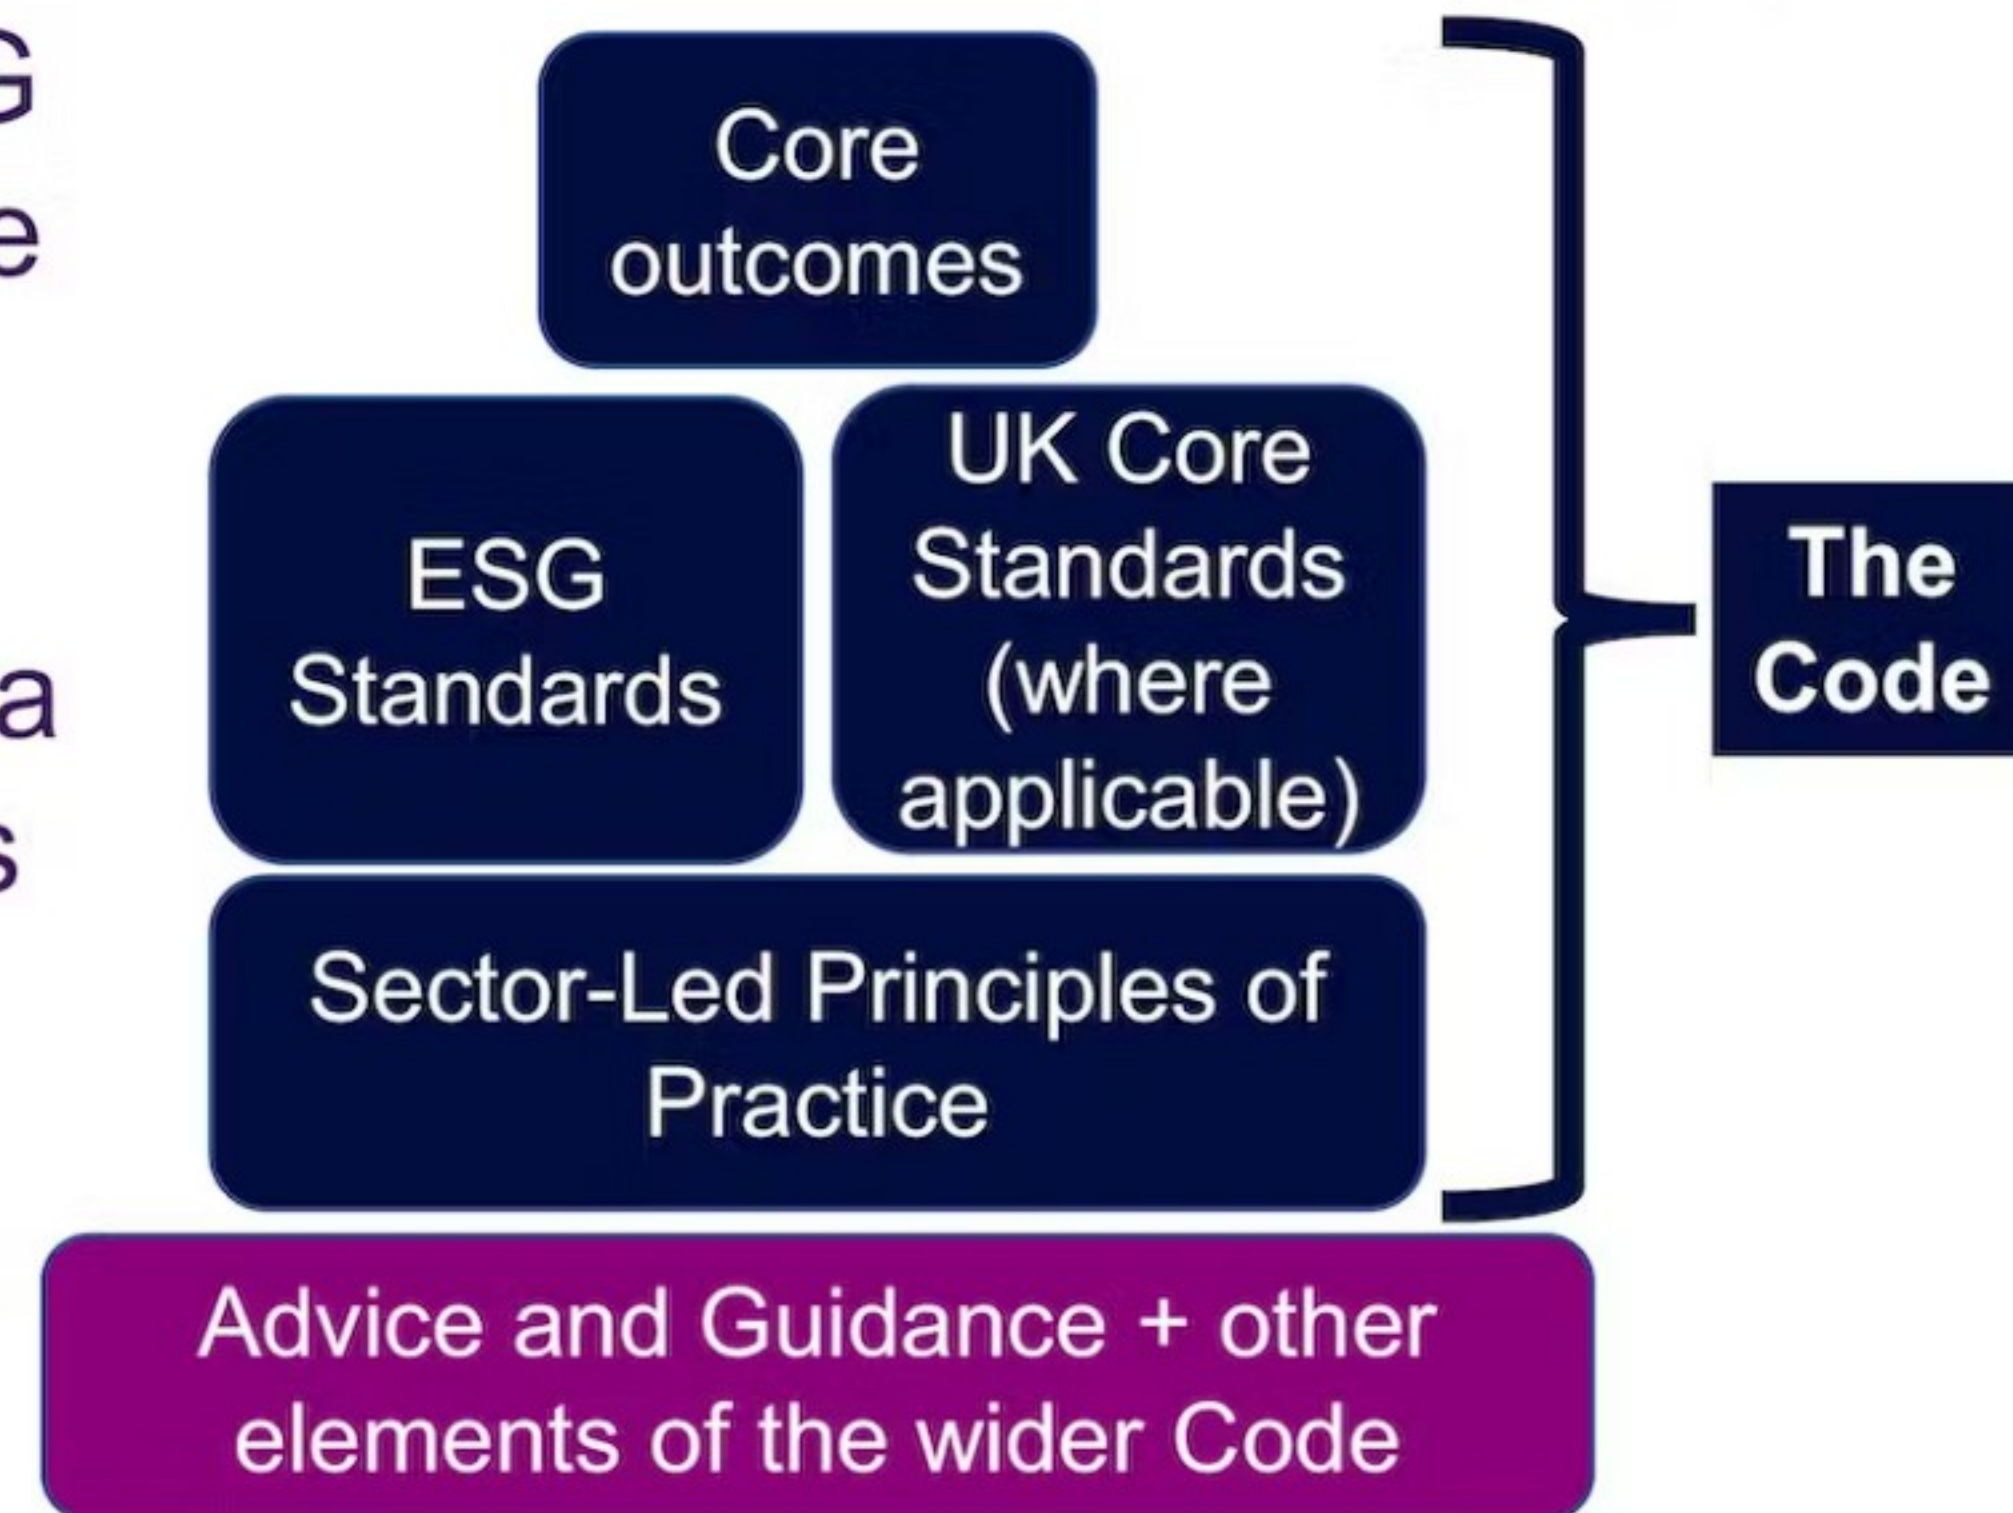 G
e
a
s
Core
outcomes
ESG
Standards
UK Core
Standards
(where
applicable)
Sector-Led Principles of
Practice
Advice and Guidance + other
elements of the wider Code
The
Code